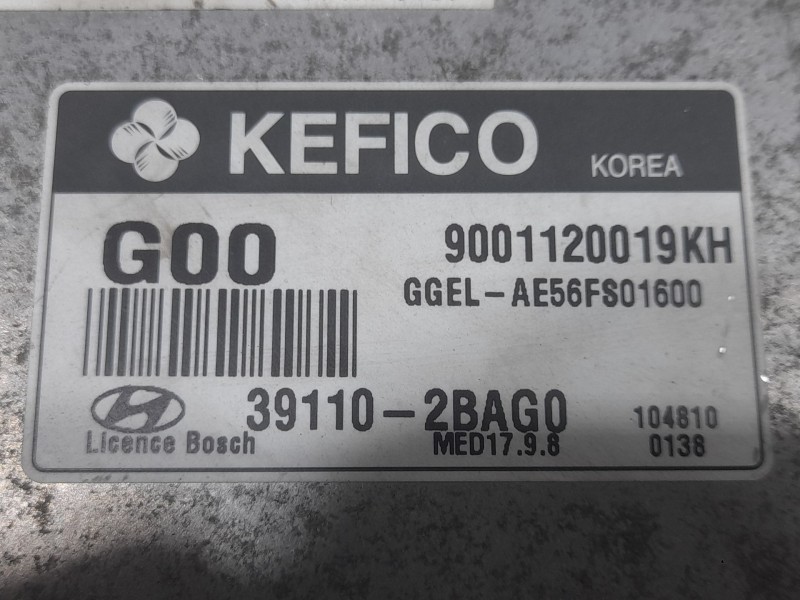 KEFICO KOREA
G00 9001120019KH
GGEL-AE56FS01600
39110-2BAG0 104810
Licence Bosch MED17.9.8 0138